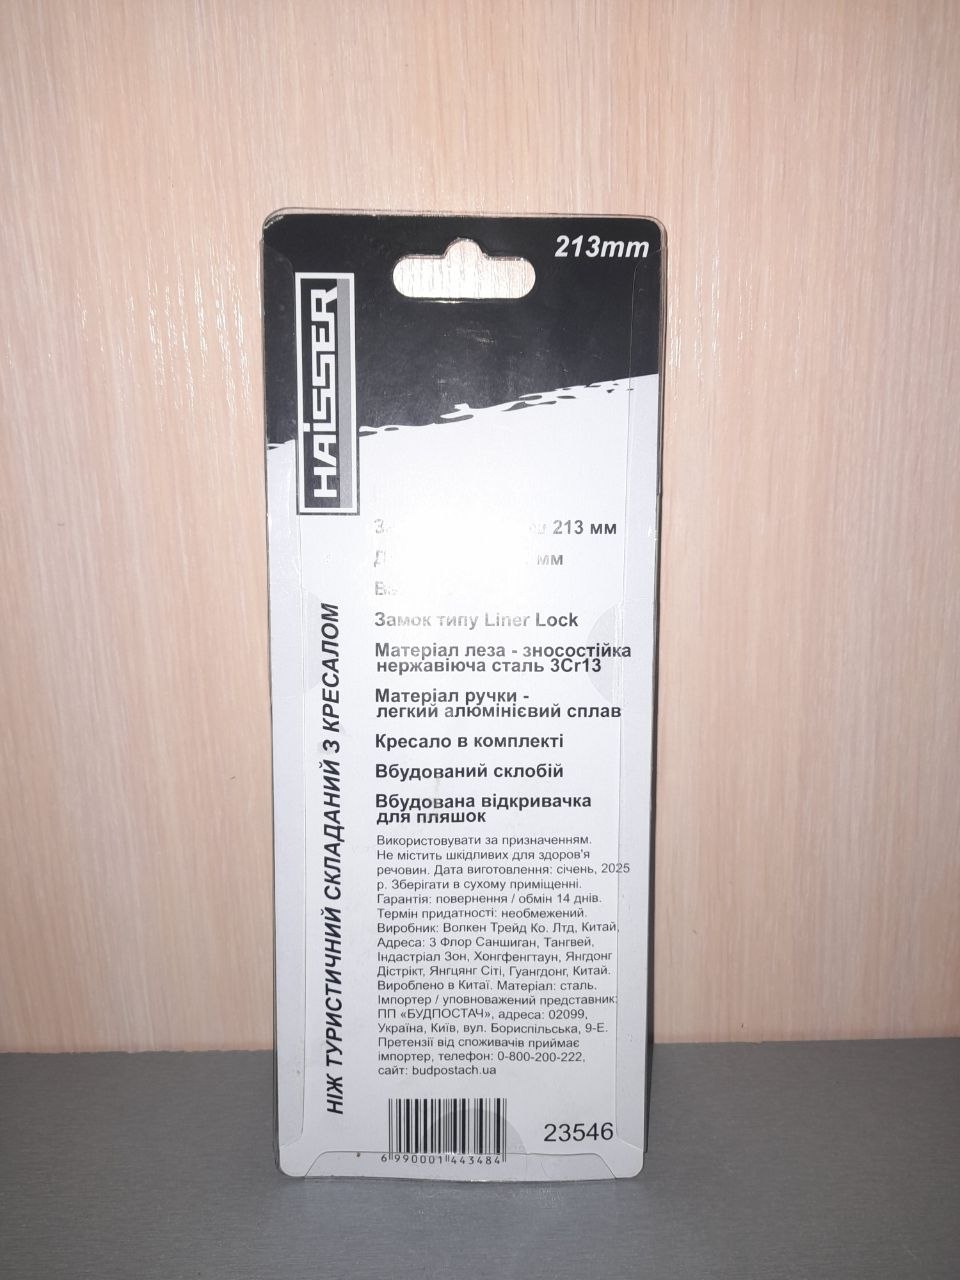 213mm
HAISSER
НІЖ ТУРИСТИЧНИЙ СКЛАДАНИЙ З КРЕСАЛОМ
213 мм
мм
Замок типу Liner Lock
Матеріал леза - зносостійка
нержавіюча сталь 3Cr13
Матеріал ручки -
легкий алюмінієвий сплав
Кресало в комплекті
Вбудований склобій
Вбудована відкривачка
для пляшок
Використовувати за призначенням.
Не містить шкідливих для здоров'я
речовин. Дата виготовлення: січень, 2025
р. Зберігати в сухому приміщенні.
Гарантія: повернення / обмін 14 днів.
Термін придатності: необмежений.
Виробник: Волкен Трейд Ко. Лтд, Китай,
Адреса: 3 Флор Саншиган, Тангвей,
Індастріал Зон, Хонгфенгтаун, Янгдонг
Дістрікт, Янгцянг Сіті, Гуангдонг, Китай.
Вироблено в Китаї. Матеріал: сталь.
Імпортер / уповноважений представник:
ПП «БУДПОСТАЧ», адреса: 02099,
Україна, Київ, вул. Бориспільська, 9-Е.
Претензії від споживачів приймає
імпортер, телефон: 0-800-200-222,
сайт: budpostach.ua
23546
6 990001 443484